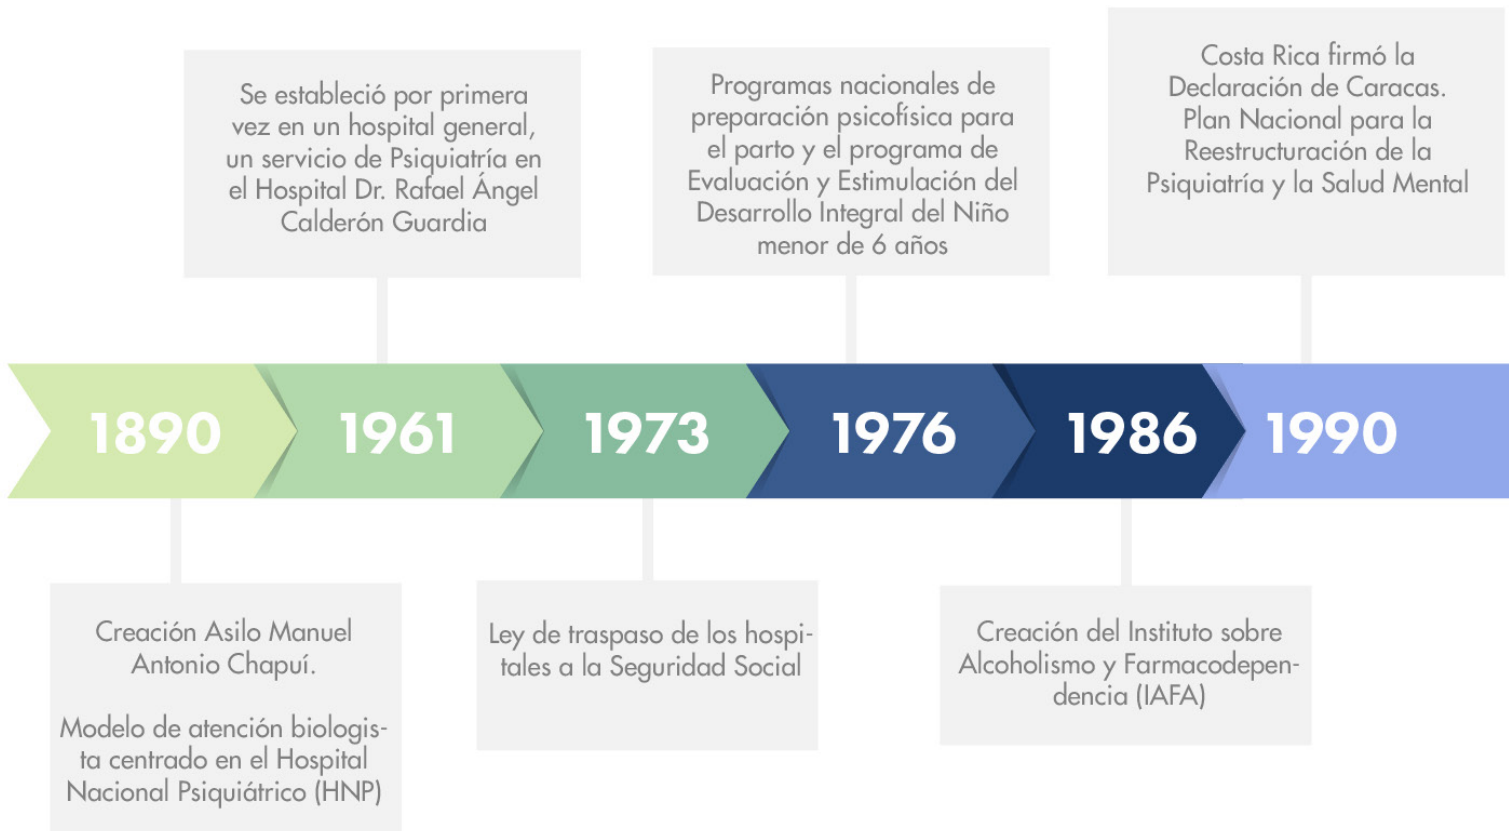 Se estableció por primera
vez en un hospital general,
un servicio de Psiquiatría en
el Hospital Dr. Rafael Ángel
Calderón Guardia
Programas nacionales de
preparación psicofísica para
el parto y el programa de
Evaluación y Estimulación del
Desarrollo Integral del Niño
menor de 6 años
Costa Rica firmó la
Declaración de Caracas.
Plan Nacional para la
Reestructuración de la
Psiquiatría y la Salud Mental
1890
1961
1973
1976
1986
1990
Creación Asilo Manuel
Antonio Chapuí.
Modelo de atención biologis-
ta centrado en el Hospital
Nacional Psiquiátrico (HNP)
Ley de traspaso de los hospi-
tales a la Seguridad Social
Creación del Instituto sobre
Alcoholismo y Farmacodepen-
dencia (IAFA)